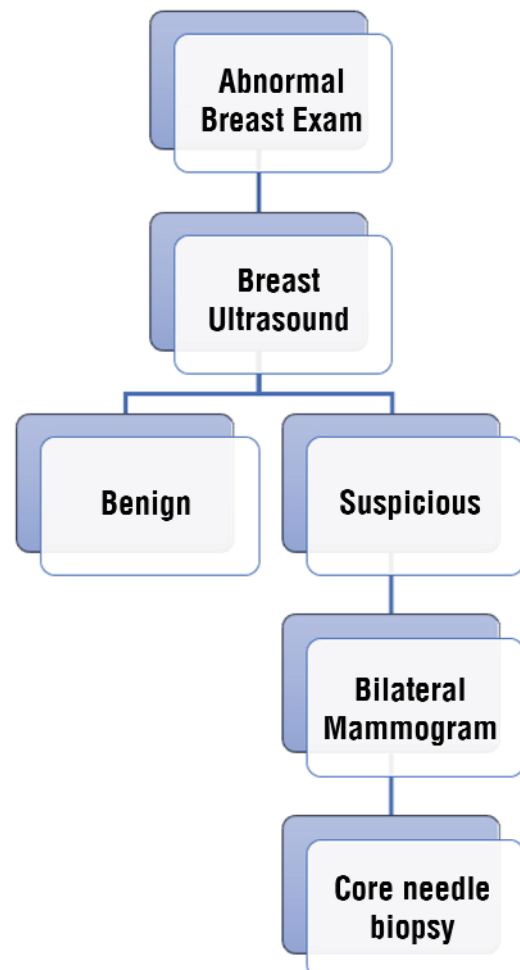 Abnormal
Breast Exam
Breast
Ultrasound
Benign
Suspicious
Bilateral
Mammogram
Core needle
biopsy